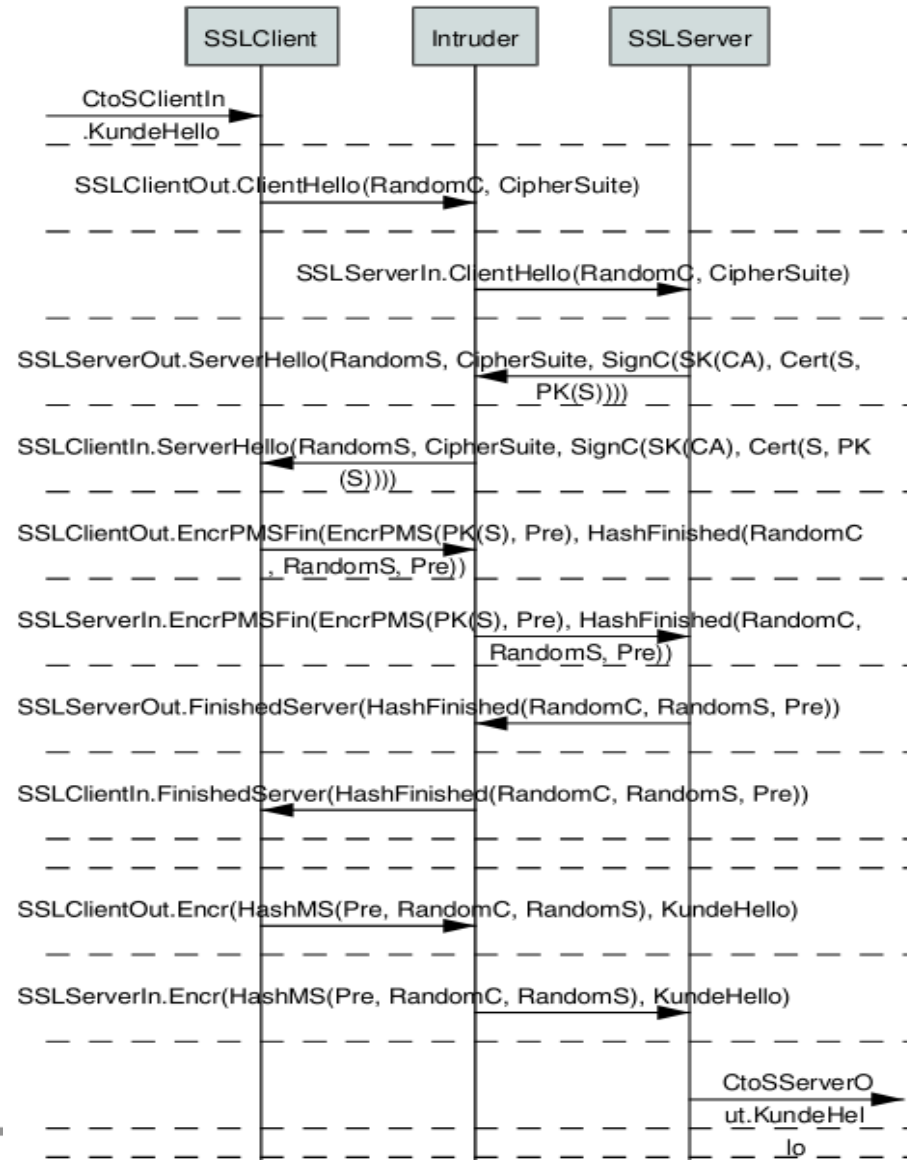 SSLClient
Intruder
SSLServer
CtoSClientIn
.KundeHello
SSLClientOut.ClientHello(RandomC, CipherSuite)
SSLServerIn.ClientHello(RandomC, CipherSuite)
SSLServerOut.ServerHello(RandomS, CipherSuite, SignC(SK(CA), Cert(S,
PK(S))))
SSLClientIn.ServerHello(RandomS, CipherSuite, SignC(SK(CA), Cert(S, PK
(S))))
SSLClientOut.EncrPMSFin(EncrPMS(PK(S), Pre), HashFinished(RandomC
, RandomS, Pre))
SSLServerIn.EncrPMSFin(EncrPMS(PK(S), Pre), HashFinished(RandomC,
RandomS, Pre))
SSLServerOut.FinishedServer(HashFinished(RandomC, RandomS, Pre))
SSLClientIn.FinishedServer(HashFinished(RandomC, RandomS, Pre))
SSLClientOut.Encr(HashMS(Pre, RandomC, RandomS), KundeHello)
SSLServerIn.Encr(HashMS(Pre, RandomC, RandomS), KundeHello)
CtoSServerO
ut.KundeHel
lo